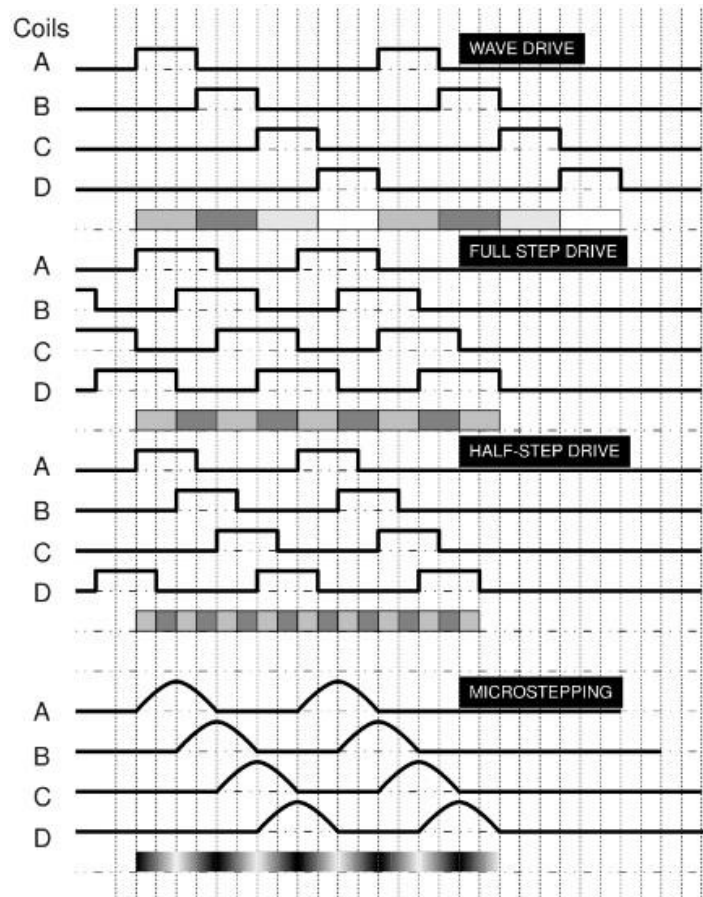 Coils
A
WAVE DRIVE
B
C
D
FULL STEP DRIVE
A
B
C
D
HALF-STEP DRIVE
A
B
C
D
MICROSTEPPING
A
B
C
D